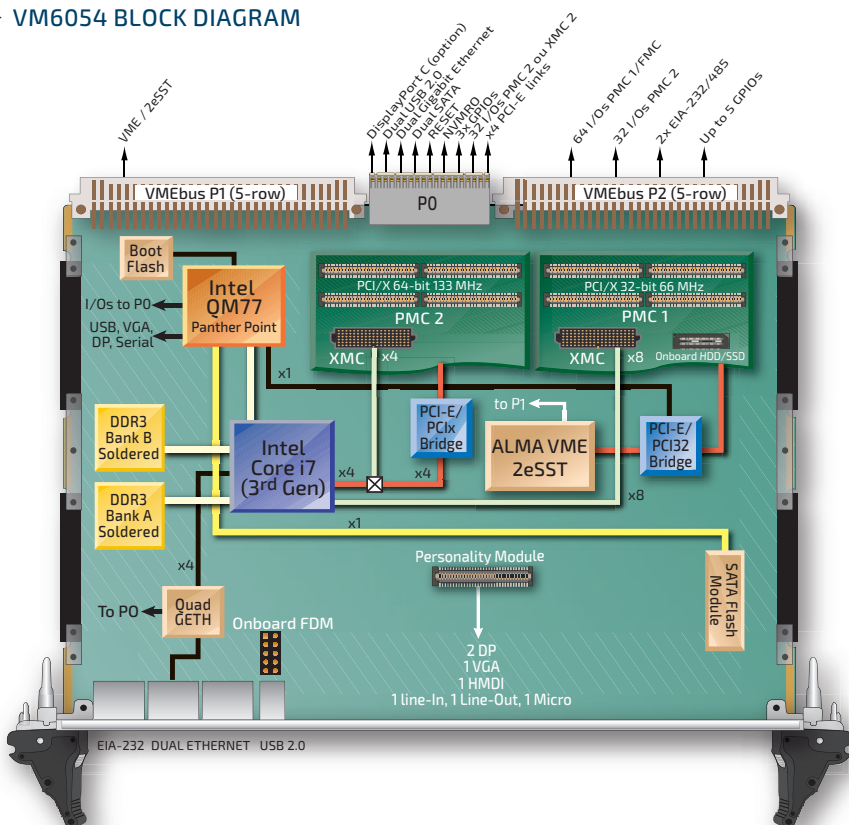 VM6054 BLOCK DIAGRAM
VME / 2eSST
DisplayPort C (option)
Dual USB 2.0
Dual Gigabit Ethernet
Dual SATA
RESET
NVMRO
3x GPIOs
32 I/Os PMC 2 ou XMC 2
x4 PCI-E links
64 I/Os PMC 1/FMC
32 I/Os PMC 2
2x EIA-232/485
Up to 5 GPIOs
VMEbus P1 (5-row)
P0
VMEbus P2 (5-row)
Boot
Flash
Intel
QM77
Panther Point
I/Os to P0
USB, VGA,
DP, Serial
PCI/X 64-bit 133 MHz
PMC 2
XMC
x4
PCI/X 32-bit 66 MHz
PMC 1
XMC
x8
Onboard HDD/SSD
x1
to P1
DDR3
Bank B
Soldered
Intel
Core i7
(3rd Gen)
PCI-E/
PCIx
Bridge
ALMA VME
2eSST
PCI-E/
PCI32
Bridge
x4
x4
x8
DDR3
Bank A
Soldered
x1
x4
Personality Module
SATA Flash
Module
To P0
Quad
GETH
Onboard FDM
2 DP
1 VGA
1 HMDI
1 line-In, 1 Line-Out, 1 Micro
EIA-232 DUAL ETHERNET USB 2.0